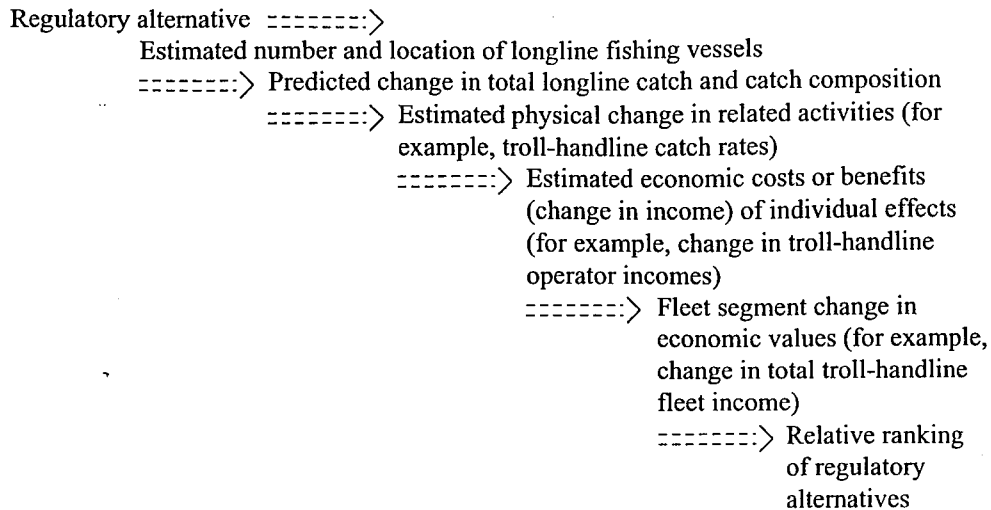 Regulatory alternative ========:>
Estimated number and location of longline fishing vessels
========:> Predicted change in total longline catch and catch composition
========:> Estimated physical change in related activities (for
example, troll-handline catch rates)
========:> Estimated economic costs or benefits
(change in income) of individual effects
(for example, change in troll-handline
operator incomes)
========:> Fleet segment change in
economic values (for example,
change in total troll-handline
fleet income)
========:> Relative ranking
of regulatory
alternatives